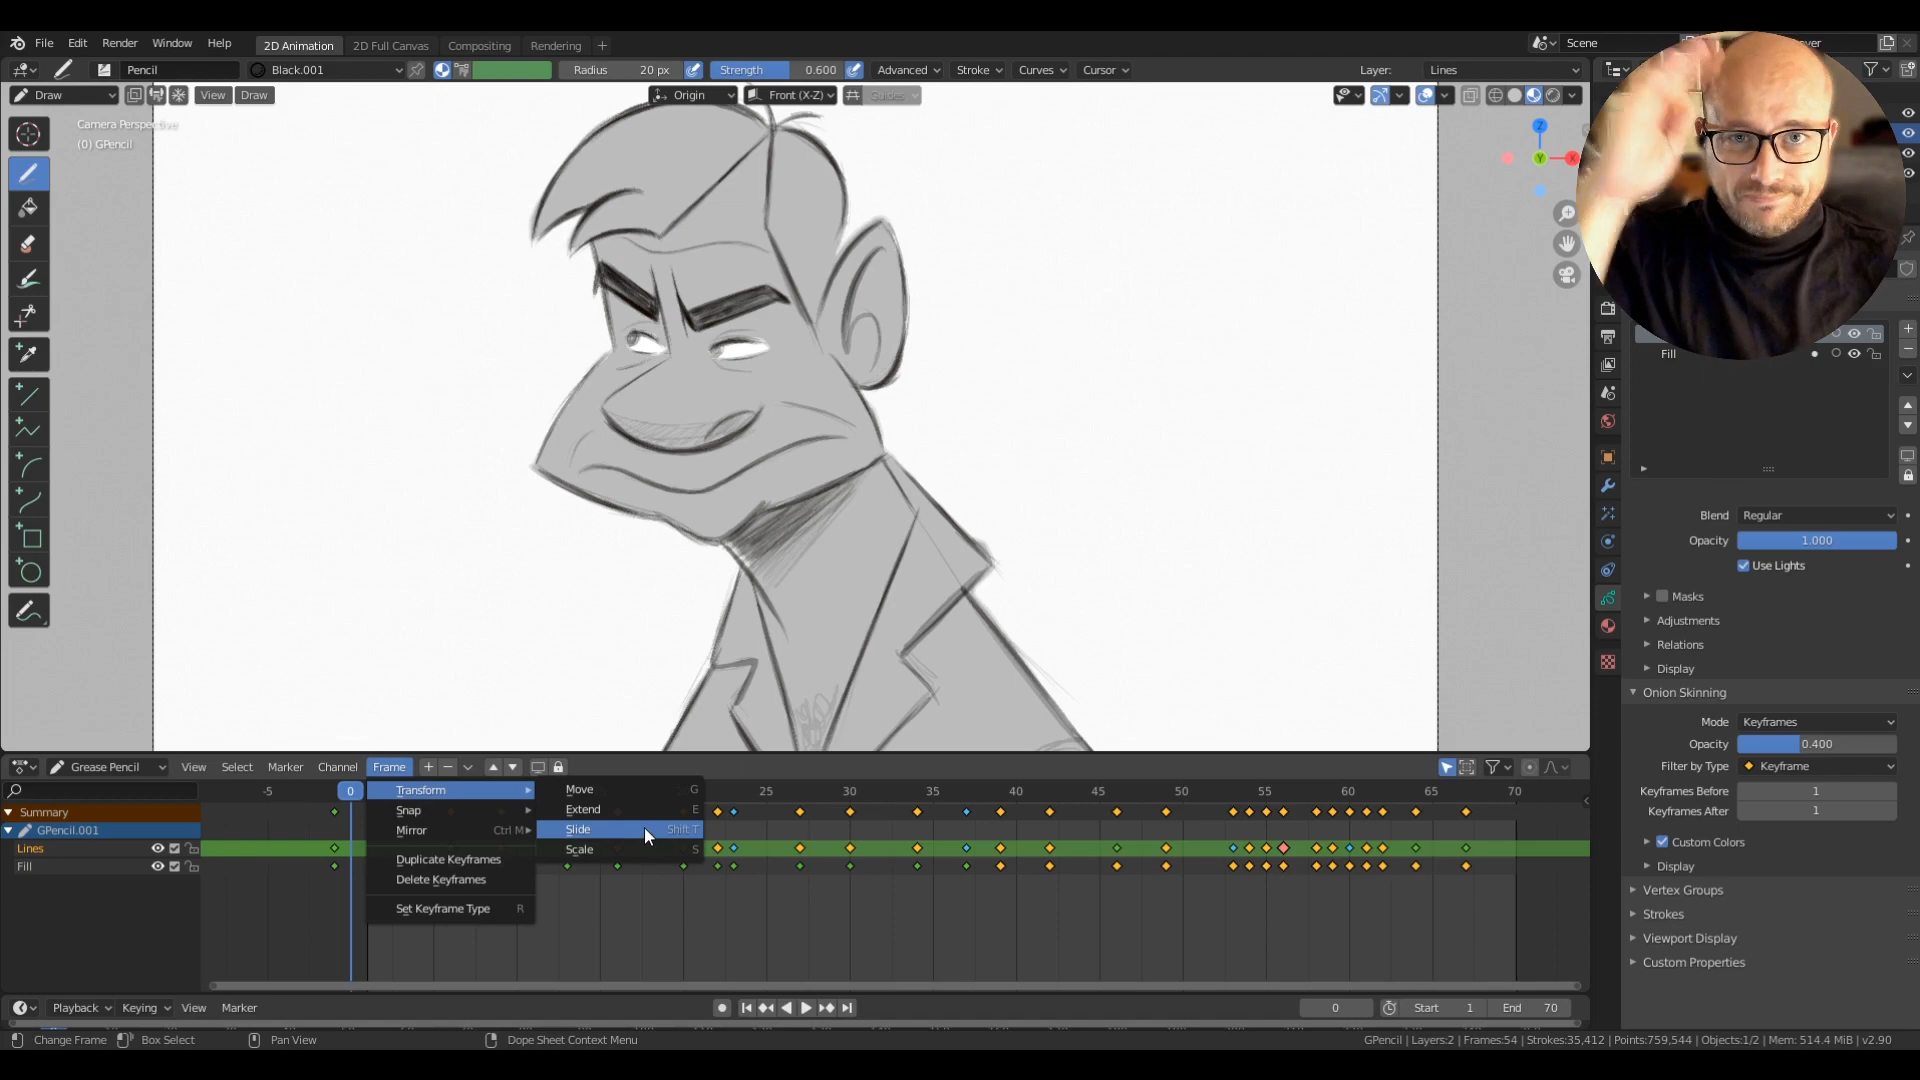 File Edit Render Window Help 2D Animation 2D Full Canvas Compositing Rendering + Scene
Pencil Black.001 Radius 20 px Strength 0.600 Advanced Stroke Curves Cursor Layer: Lines
Draw View Draw Origin Front (X-Z) Guides
Camera Perspective
(0) GPencil
Z
Y X
Fill
Blend Regular
Opacity 1.000
Use Lights
Masks
Adjustments
Relations
Display
Onion Skinning
Mode Keyframes
Opacity 0.400
Filter by Type Keyframe
Keyframes Before 1
Keyframes After 1
Custom Colors
Display
Vertex Groups
Strokes
Viewport Display
Custom Properties
Grease Pencil View Select Marker Channel Frame
-5 0 25 30 35 40 45 50 55 60 65 70
Summary
GPencil.001
Lines
Fill
Transform
Snap
Mirror Ctrl M
Duplicate Keyframes
Delete Keyframes
Set Keyframe Type R
Move G
Extend E
Slide Shift T
Scale S
Playback Keying View Marker 0 Start 1 End 70
Change Frame Box Select Pan View Dope Sheet Context Menu GPencil | Layers:2 | Frames:54 | Strokes:35,412 | Points:759,544 | Objects:1/2 | Mem: 514.4 MiB | v2.90